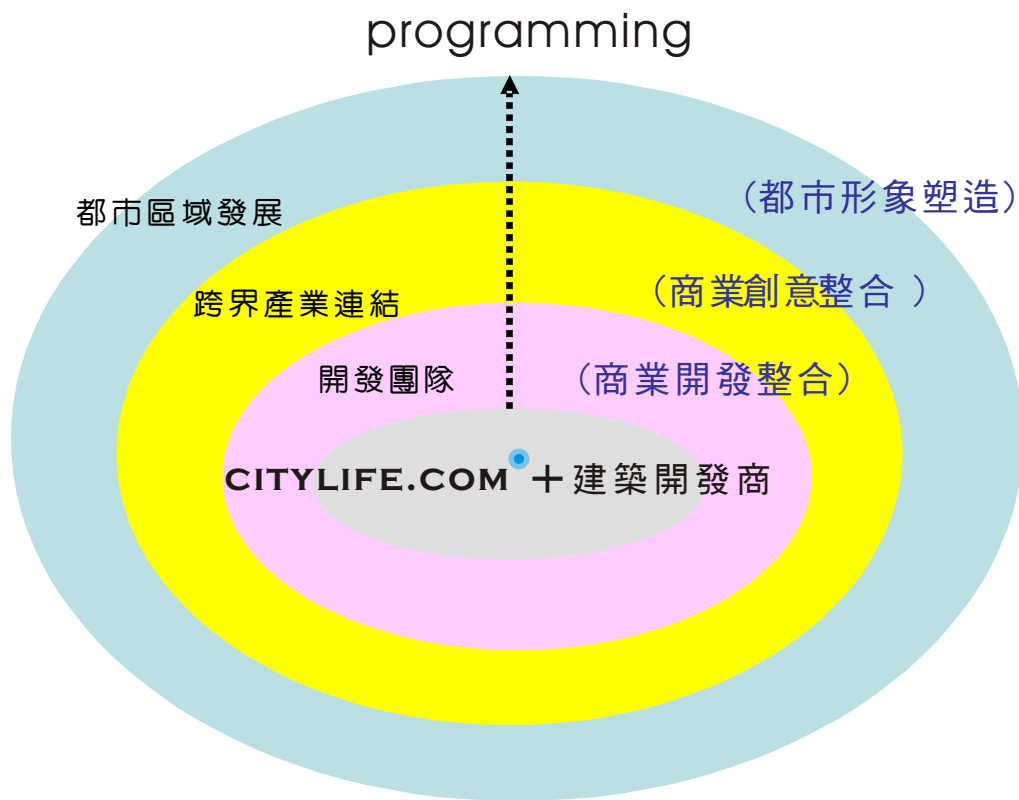 programming
都市區域發展
（都市形象塑造）
跨界產業連結
（商業創意整合 ）
開發團隊
（商業開發整合）
CITYLIFE.COM +建築開發商